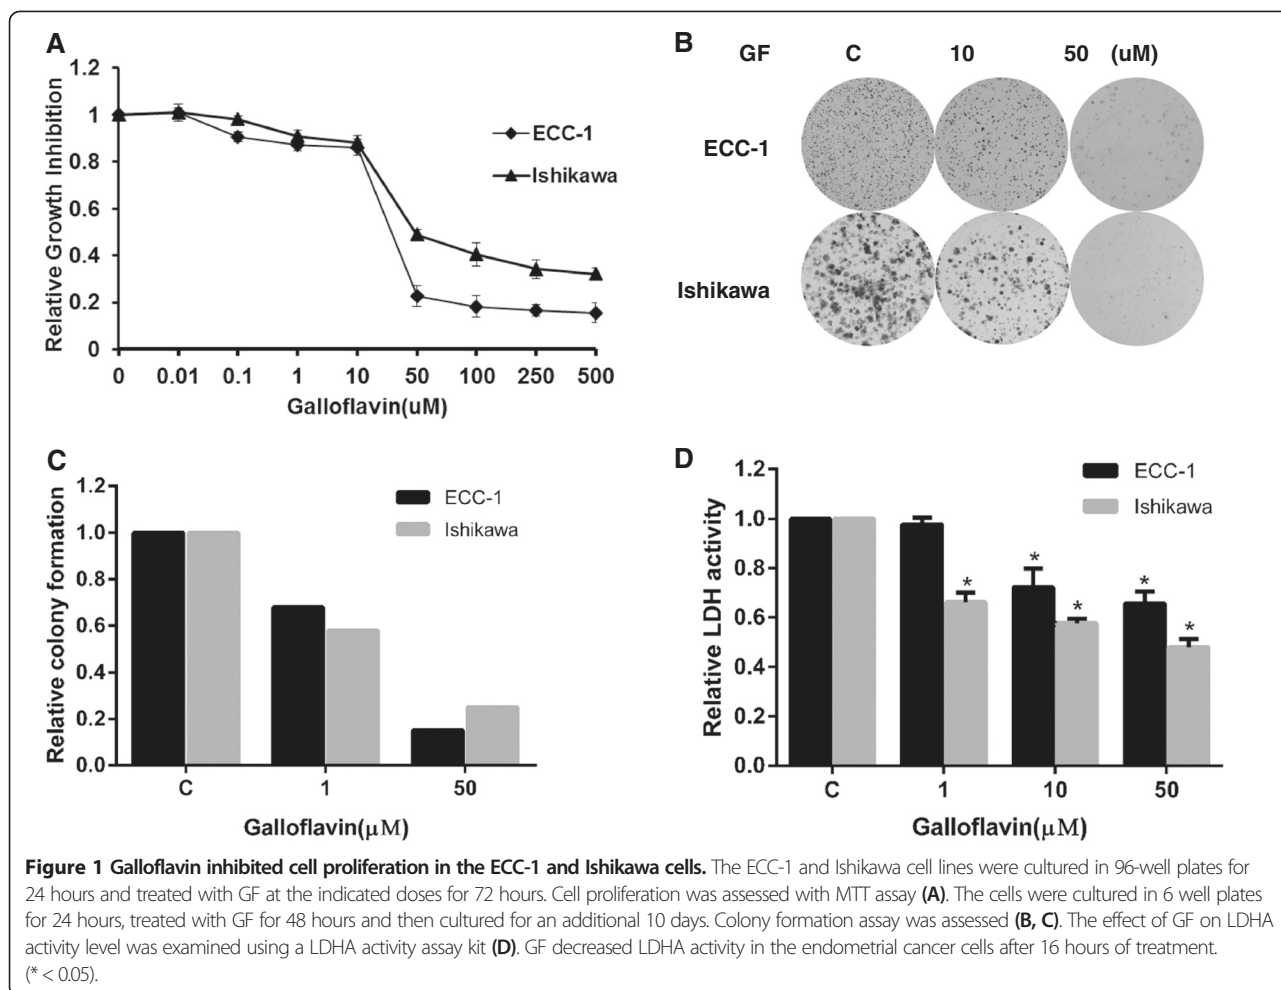 A
1.2
1
0.8
0.6
0.4
0.2
0
Relative Growth Inhibition
ECC-1
Ishikawa
0 0.01 0.1 1 10 50 100 250 500
Galloflavin(uM)
B
GF C 10 50 (uM)
ECC-1
Ishikawa
C
1.2
1.0
0.8
0.6
0.4
0.2
0.0
Relative colony formation
ECC-1
Ishikawa
C 1 50
Galloflavin(μM)
D
1.2
1.0
0.8
0.6
0.4
0.2
0.0
Relative LDH activity
ECC-1
Ishikawa
* * * * *
C 1 10 50
Galloflavin(μM)
Figure 1 Galloflavin inhibited cell proliferation in the ECC-1 and Ishikawa cells. The ECC-1 and Ishikawa cell lines were cultured in 96-well plates for
24 hours and treated with GF at the indicated doses for 72 hours. Cell proliferation was assessed with MTT assay (A). The cells were cultured in 6 well plates
for 24 hours, treated with GF for 48 hours and then cultured for an additional 10 days. Colony formation assay was assessed (B, C). The effect of GF on LDHA
activity level was examined using a LDHA activity assay kit (D). GF decreased LDHA activity in the endometrial cancer cells after 16 hours of treatment.
(* < 0.05).